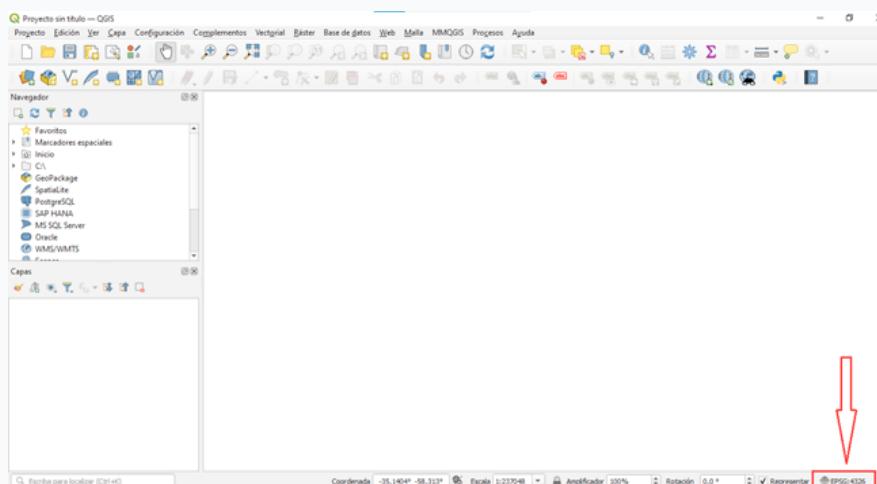 Proyecto sin título — QGIS
Proyecto Edición Ver Capa Configuración Complementos Vectorial Ráster Base de datos Web Malla MMQGIS Procesos Ayuda
Navegador
Favoritos
Marcadores espaciales
Inicio
C:\
GeoPackage
SpatiaLite
PostgreSQL
SAP HANA
MS SQL Server
Oracle
WMS/WMTS
Capas
Escriba para localizar (Ctrl+K)
Coordenada -35.1404° -58.313° Escala 1:237048 Amplificador 100% Rotación 0.0 ° Representar EPSG:4326